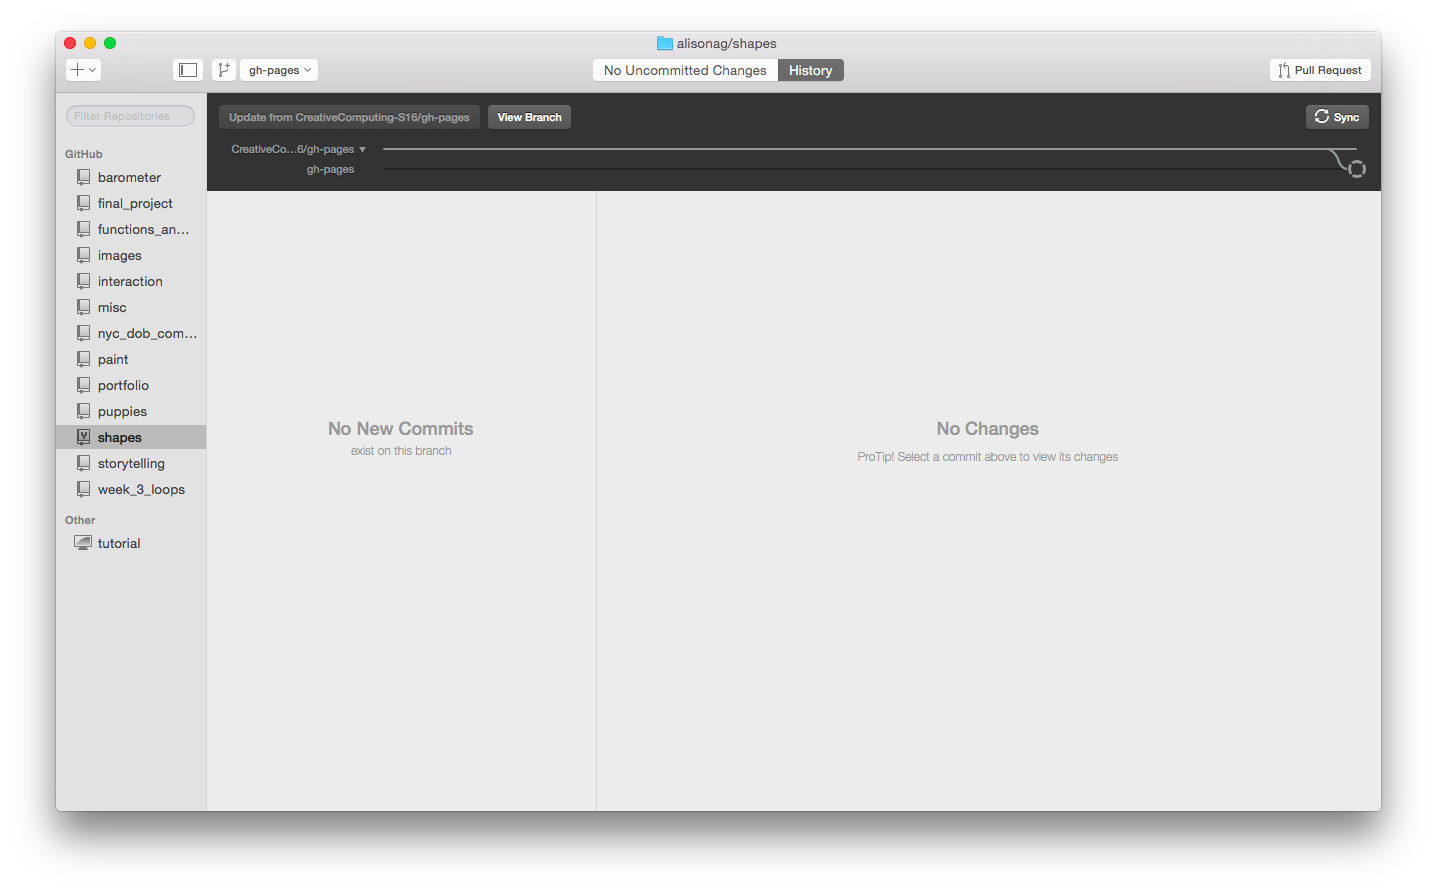 alisonag/shapes
gh-pages
No Uncommitted Changes
History
Pull Request
Filter Repositories
GitHub
barometer
final_project
functions_an...
images
interaction
misc
nyc_dob_com...
paint
portfolio
puppies
shapes
storytelling
week_3_loops
Other
tutorial
Update from CreativeComputing-S16/gh-pages
View Branch
Sync
CreativeCo...6/gh-pages
gh-pages
No New Commits
exist on this branch
No Changes
ProTip! Select a commit above to view its changes